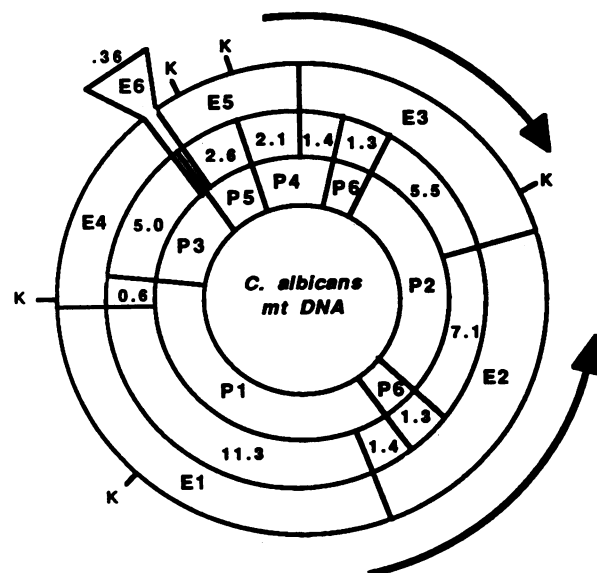 K
.36
K
E6
E5
E3
2.6
2.1
1.4
1.3
P5
P4
P6
5.5
K
E4
5.0
P3
C. albicans
mt DNA
K
0.6
P2
7.1
P1
P6
E2
1.3
1.4
11.3
K
E1